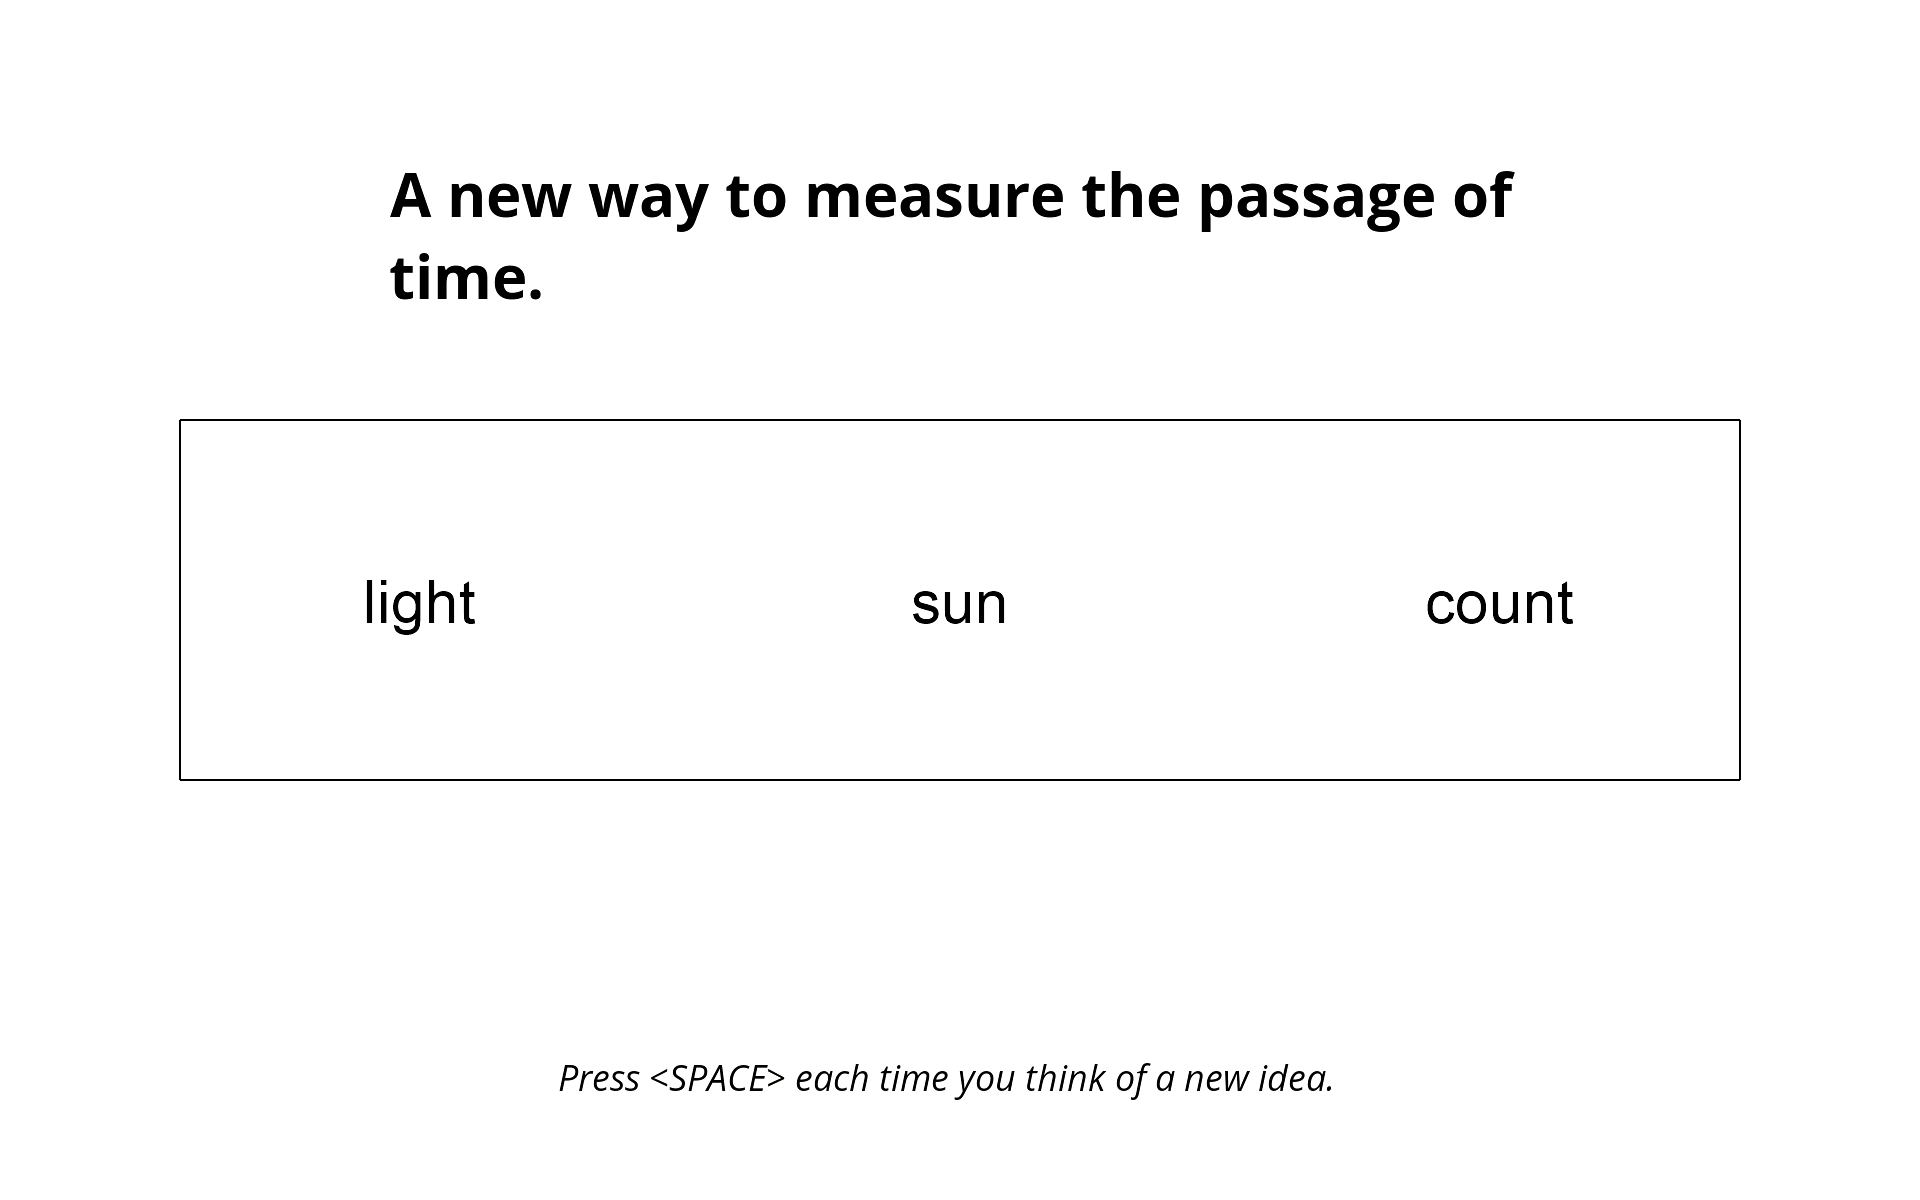 A new way to measure the passage of
time.
light sun count
Press <SPACE> each time you think of a new idea.